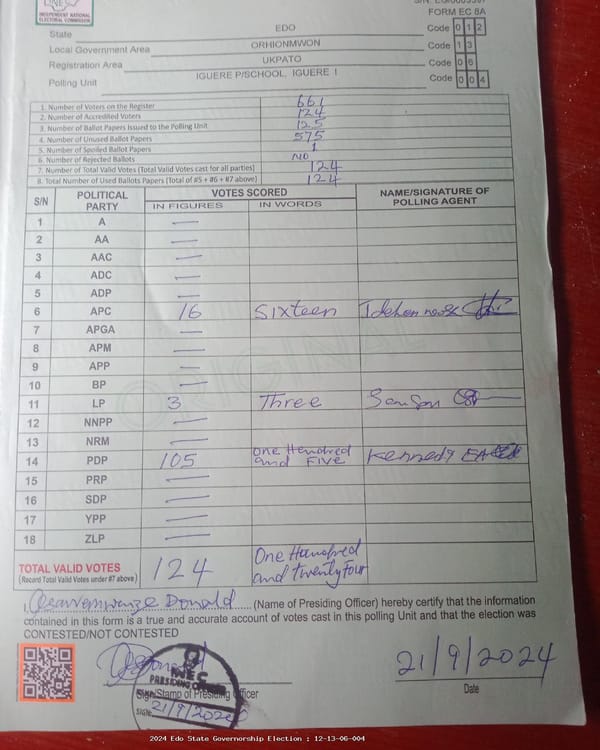 INEC
INDEPENDENT NATIONAL
ELECTORAL COMMISSION
FORM EC 8A
State EDO Code 0 1 2
Local Government Area ORHIONMWON Code 1 3
Registration Area UKPATO Code 0 6
Polling Unit IGUERE P/SCHOOL, IGUERE 1 Code 0 0 4
1. Number of Voters on the Register 661
2. Number of Accredited Voters 124
3. Number of Ballot Papers Issued to the Polling Unit
4. Number of Unused Ballot Papers 575
5. Number of Spoiled Ballot Papers 1
6. Number of Rejected Ballots NO
7. Number of Total Valid Votes (Total Valid Votes cast for all parties) 124
8. Total Number of Used Ballots Papers (Total of #5 + #6 + #7 above) 124
S/N POLITICAL PARTY VOTES SCORED NAME/SIGNATURE OF POLLING AGENT
IN FIGURES IN WORDS
1 A —
2 AA —
3 AAC —
4 ADC —
5 ADP —
6 APC 16 Sixteen Idehen
7 APGA —
8 APM —
9 APP —
10 BP —
11 LP 3 Three
12 NNPP —
13 NRM —
14 PDP 105 One Hundred and FIVE Kennedy
15 PRP —
16 SDP —
17 YPP —
18 ZLP —
TOTAL VALID VOTES 124 One Hundred and twenty Four
(Record Total Valid Votes under #7 above)
I, Donald (Name of Presiding Officer) hereby certify that the information
contained in this form is a true and accurate account of votes cast in this polling Unit and that the election was
CONTESTED/NOT CONTESTED
INEC
PRESIDING OFFICER
21/9/2024
Sign/Stamp of Presiding Officer
Date
SIGN 21/9/2024
2024 Edo State Governorship Election : 12-13-06-004